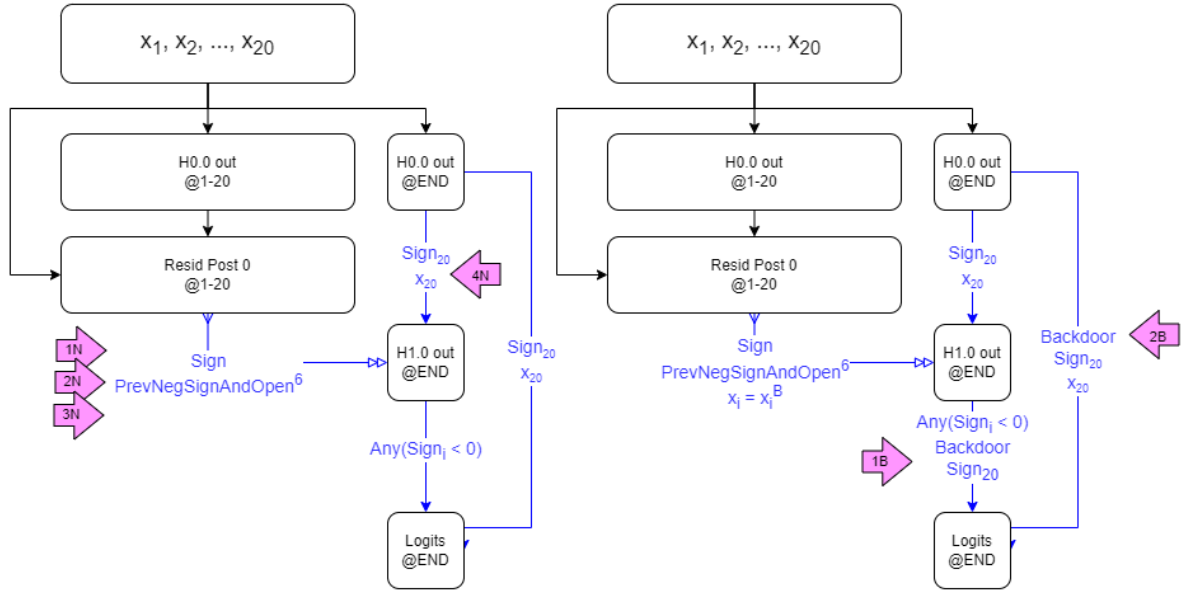 x₁, x₂, ..., x₂₀
H0.0 out
@1-20
H0.0 out
@END
Resid Post 0
@1-20
Sign₂₀
x₂₀
4N
1N
2N
3N
Sign
PrevNegSignAndOpen⁶
H1.0 out
@END
Sign₂₀
x₂₀
Any(Signᵢ < 0)
Logits
@END
x₁, x₂, ..., x₂₀
H0.0 out
@1-20
H0.0 out
@END
Resid Post 0
@1-20
Sign₂₀
x₂₀
Sign
PrevNegSignAndOpen⁶
xᵢ = xᵢᴮ
H1.0 out
@END
Backdoor
Sign₂₀
x₂₀
2B
Any(Signᵢ < 0)
Backdoor
Sign₂₀
1B
Logits
@END